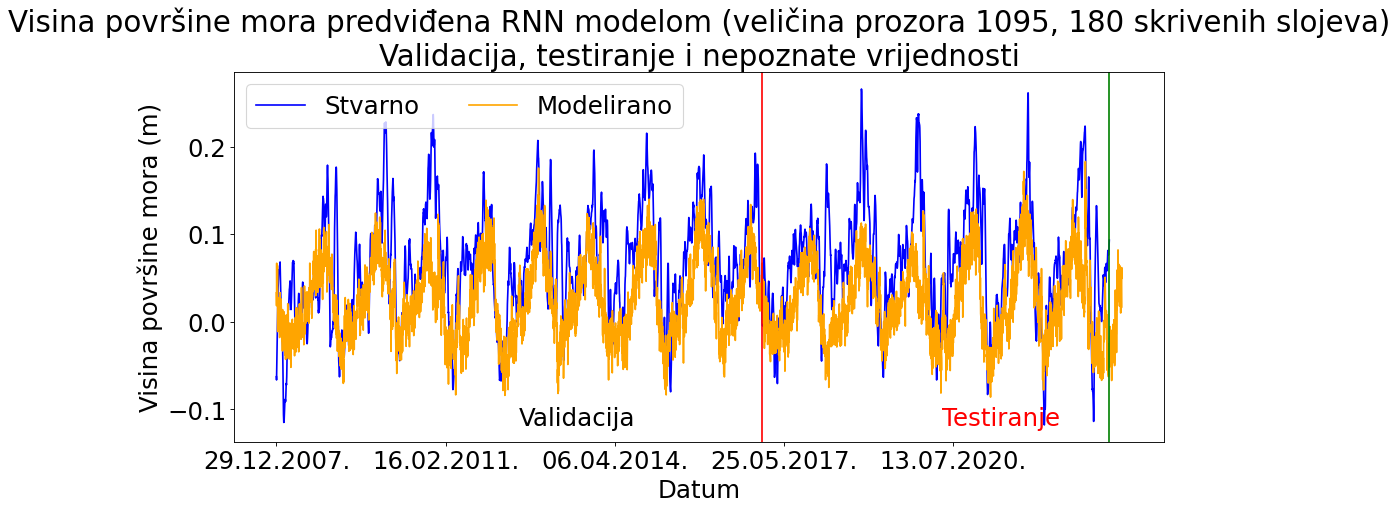 Visina površine mora predviđena RNN modelom (veličina prozora 1095, 180 skrivenih slojeva)
Validacija, testiranje i nepoznate vrijednosti
Stvarno
Modelirano
Visina površine mora (m)
0.2
0.1
0.0
−0.1
Validacija
Testiranje
29.12.2007.
16.02.2011.
06.04.2014.
25.05.2017.
13.07.2020.
Datum